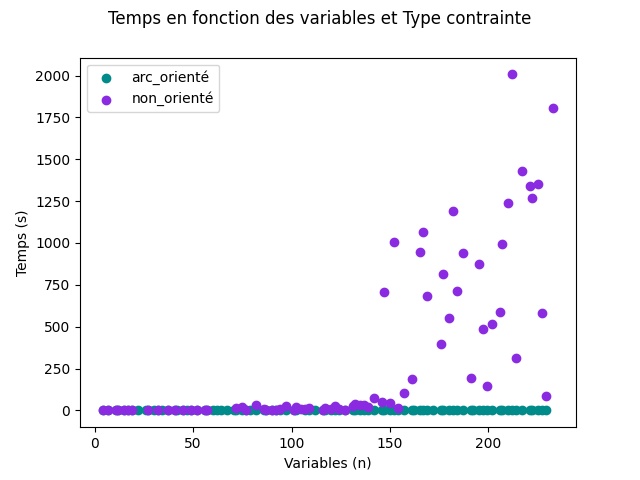 Temps en fonction des variables et Type contrainte
arc_orienté
non_orienté
2000
1750
1500
1250
1000
750
500
250
0
Temps (s)
0 50 100 150 200
Variables (n)